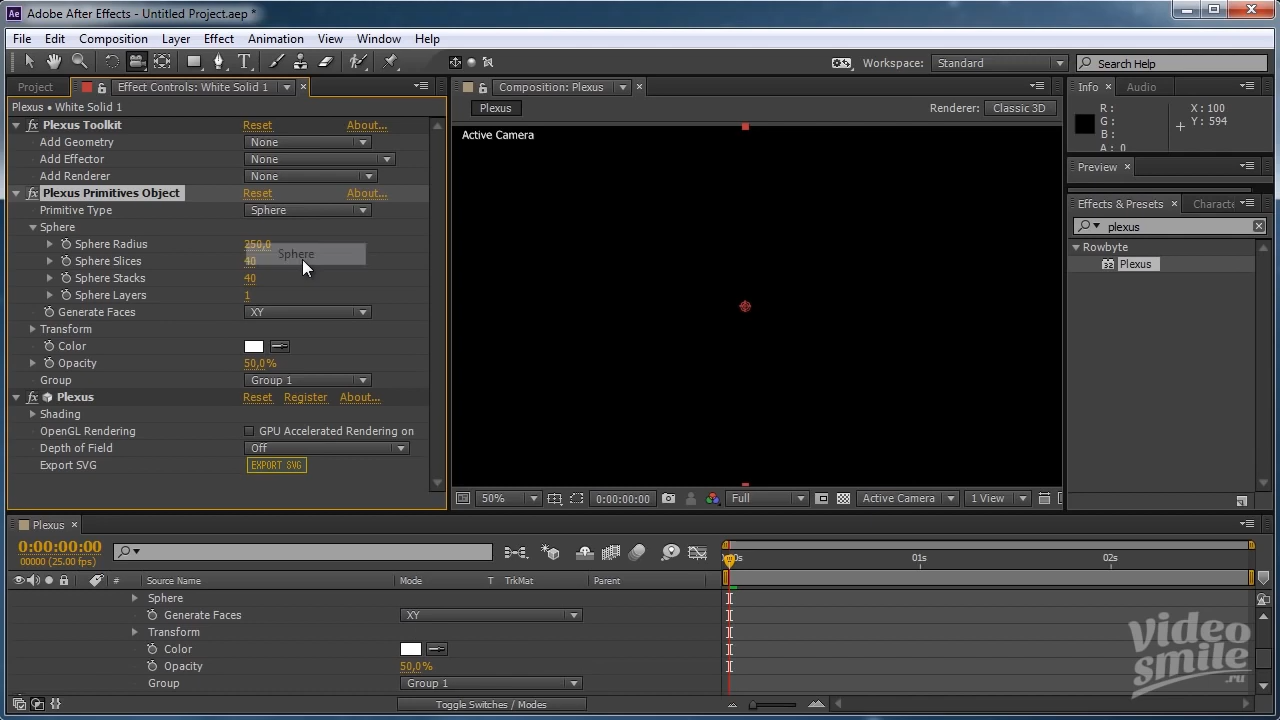 Adobe After Effects - Untitled Project.aep *
File Edit Composition Layer Effect Animation View Window Help
Workspace: Standard Search Help
Project Effect Controls: White Solid 1
Plexus • White Solid 1
Plexus Toolkit Reset About...
Add Geometry None
Add Effector None
Add Renderer None
Plexus Primitives Object Reset About...
Primitive Type Sphere
Sphere
Sphere Radius 250,0
Sphere
Sphere Slices 40
Sphere Stacks 40
Sphere Layers 1
Generate Faces XY
Transform
Color
Opacity 50,0%
Group Group 1
Plexus Reset Register About...
Shading
OpenGL Rendering GPU Accelerated Rendering on
Depth of Field Off
Export SVG EXPORT SVG
Composition: Plexus
Plexus Renderer: Classic 3D
Active Camera
50% 0:00:00:00 Full Active Camera 1 View
Info Audio
R: X: 100
G: Y: 594
B:
A: 0
Preview
Effects & Presets Characte
plexus
Rowbyte
32 Plexus
Plexus
0:00:00:00
00000 (25.00 fps)
# Source Name Mode T TrkMat Parent
0s 01s 02s
Sphere
Generate Faces XY
Transform
Color
Opacity 50,0%
Group Group 1
Toggle Switches / Modes
video
smile
.ru